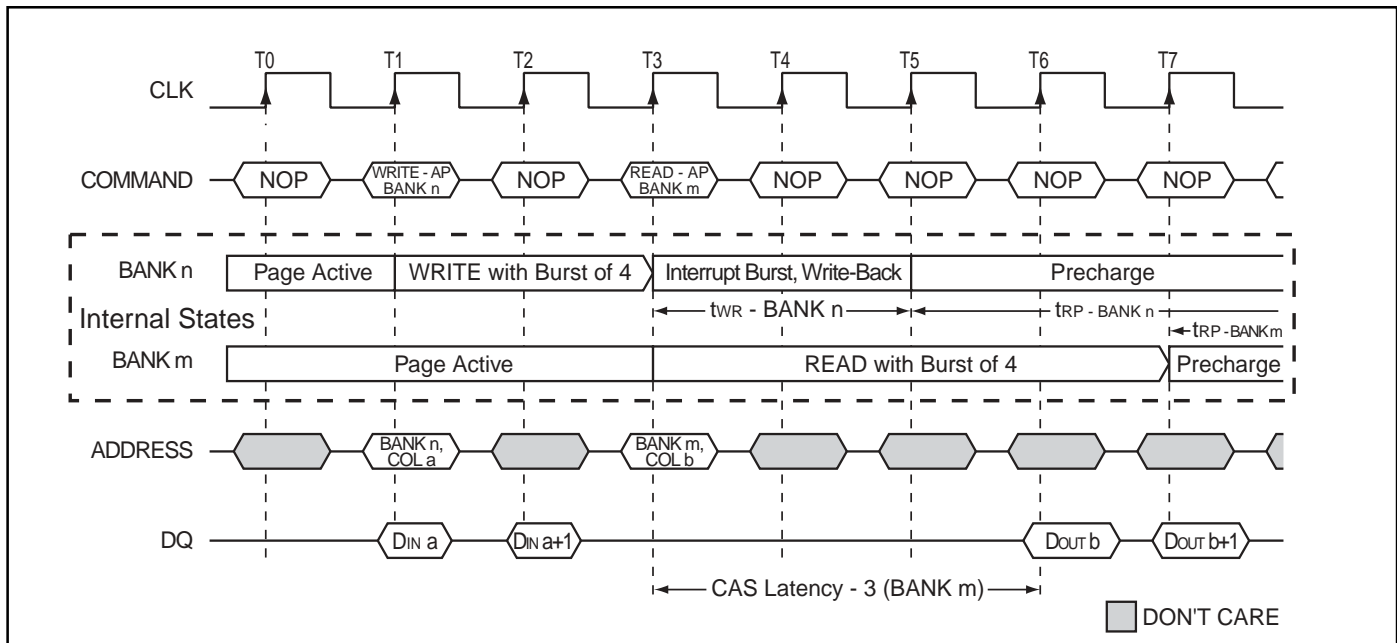 T0 T1 T2 T3 T4 T5 T6 T7
CLK
COMMAND NOP WRITE - AP BANK n NOP READ - AP BANK m NOP NOP NOP NOP
BANK n Page Active WRITE with Burst of 4 Interrupt Burst, Write-Back Precharge
tWR - BANK n tRP - BANK n
Internal States
tRP - BANK m
BANK m Page Active READ with Burst of 4 Precharge
ADDRESS BANK n, COL a BANK m, COL b
DQ DIN a DIN a+1 DOUT b DOUT b+1
CAS Latency - 3 (BANK m)
DON'T CARE